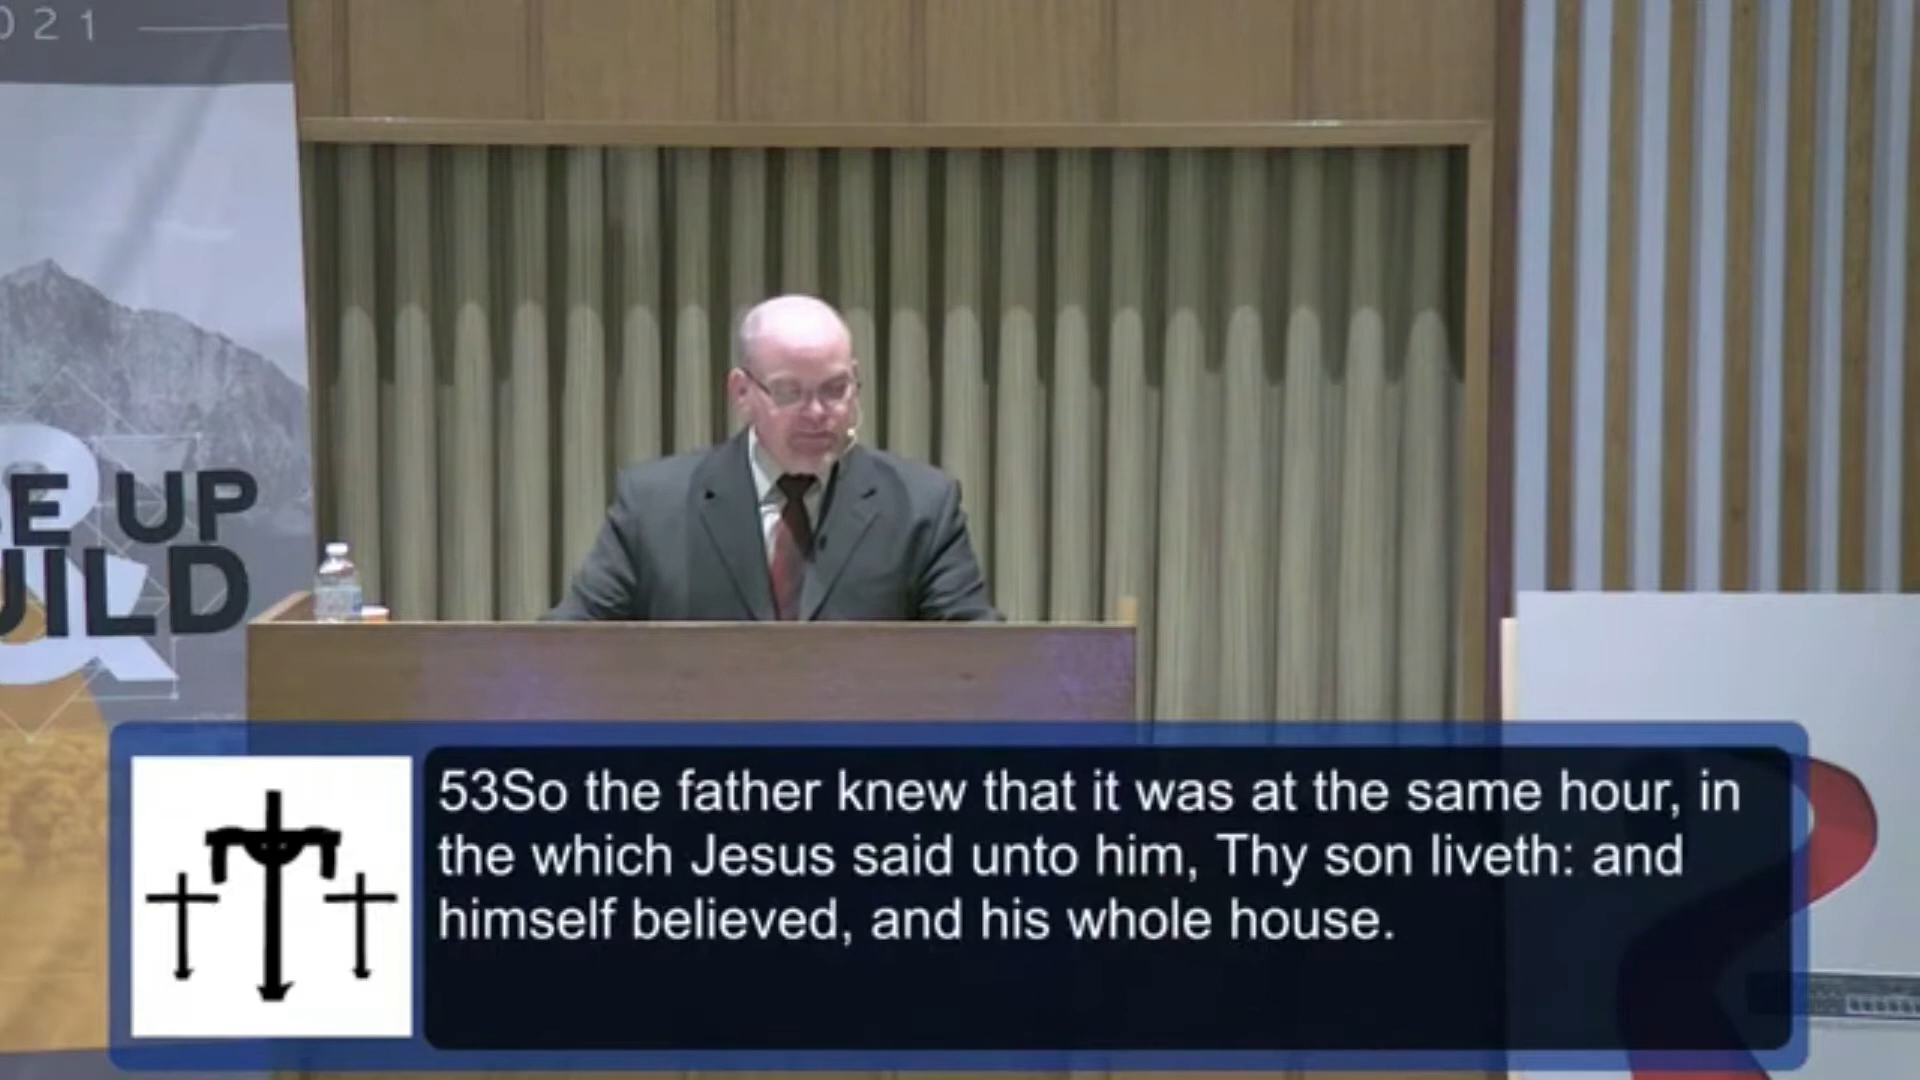 021
E UP
UILD
&
53So the father knew that it was at the same hour, in
the which Jesus said unto him, Thy son liveth: and
himself believed, and his whole house.